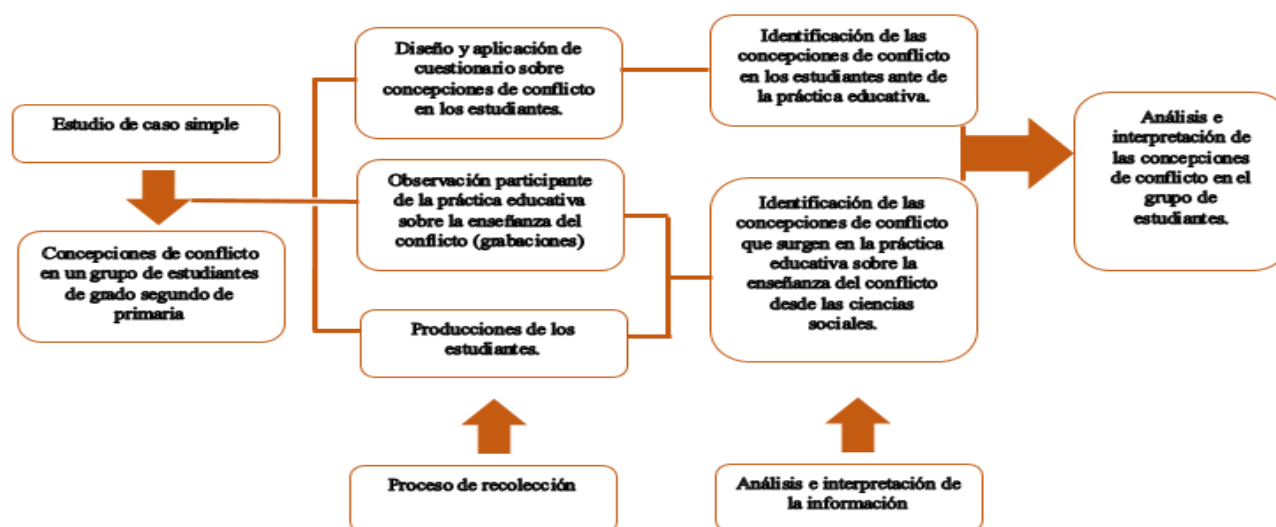 Estudio de caso simple
Concepciones de conflicto
en un grupo de estudiantes
de grado segundo de
primaria
Diseño y aplicación de
cuestionario sobre
concepciones de conflicto
en los estudiantes.
Observación participante
de la práctica educativa
sobre la enseñanza del
conflicto (grabaciones)
Producciones de los
estudiantes.
Proceso de recolección
Identificación de las
concepciones de conflicto
en los estudiantes ante de
la práctica educativa.
Identificación de las
concepciones de conflicto
que surgen en la práctica
educativa sobre la
enseñanza del conflicto
desde las ciencias
sociales.
Análisis e interpretación de
la información
Análisis e
interpretación de
las concepciones
de conflicto en el
grupo de
estudiantes.